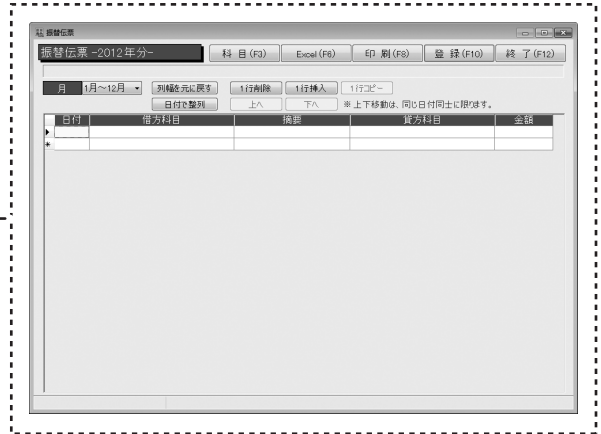 振替伝票
振替伝票 -2012年分-
科 目(F3) Excel(F6) 印 刷(F8) 登 録(F10) 終 了(F12)
月 1月～12月 列幅を元に戻す 1行削除 1行挿入 1行コピー
日付で整列 上へ 下へ ※上下移動は、同じ日付同士に限ります。
日付 借方科目 摘要 貸方科目 金額